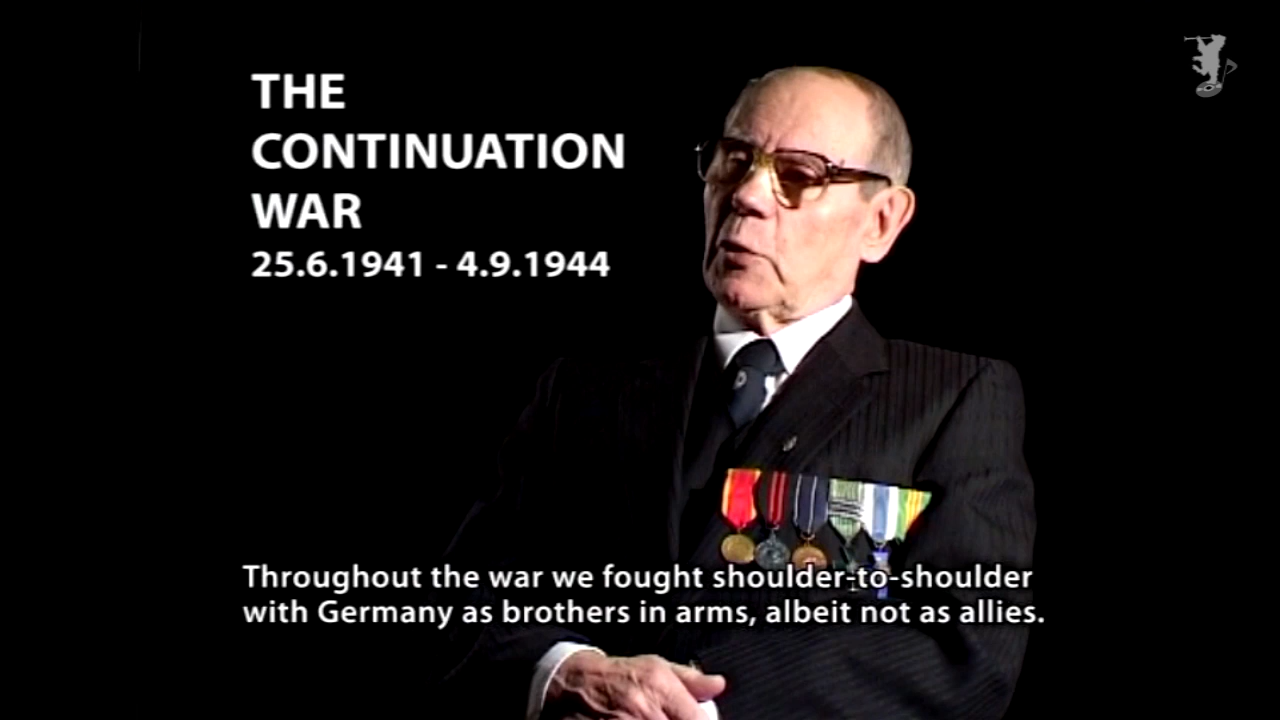 THE
CONTINUATION
WAR
25.6.1941 - 4.9.1944
Throughout the war we fought shoulder-to-shoulder
with Germany as brothers in arms, albeit not as allies.